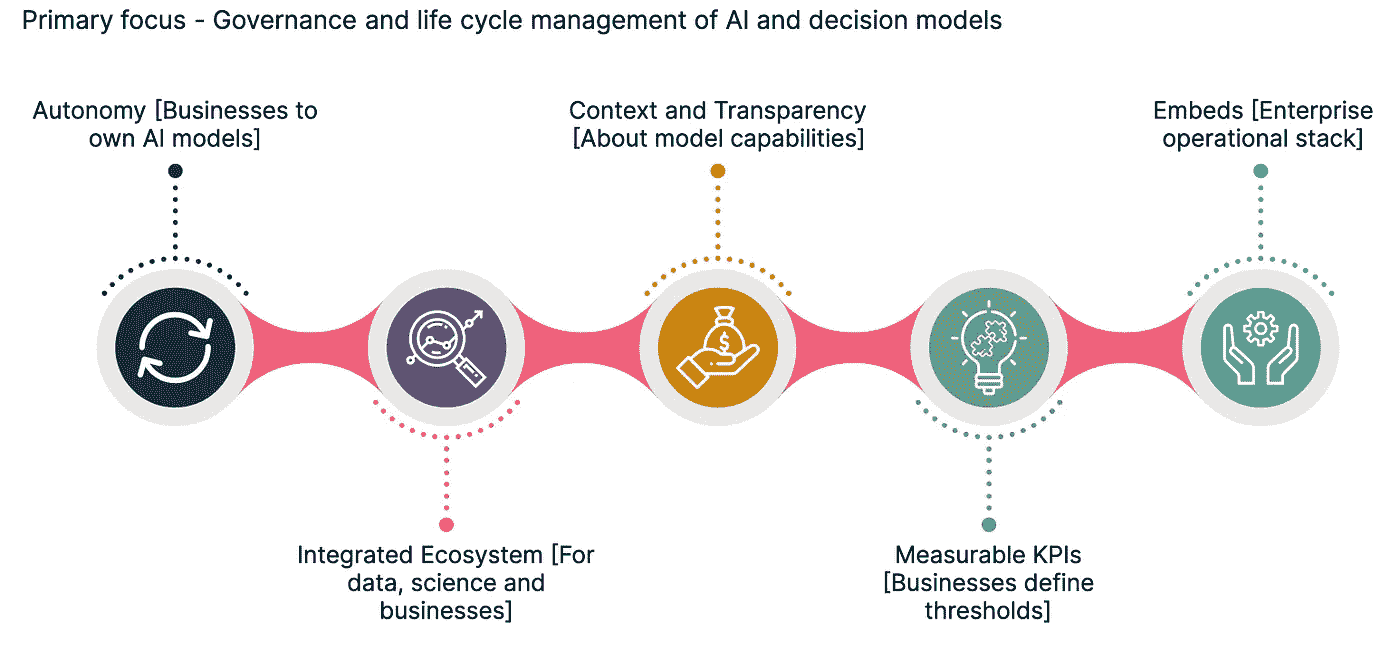 Primary focus - Governance and life cycle management of AI and decision models
Autonomy [Businesses to
own AI models]
Context and Transparency
[About model capabilities]
Embeds [Enterprise
operational stack]
$
Integrated Ecosystem [For
data, science and
businesses]
Measurable KPIs
[Businesses define
thresholds]